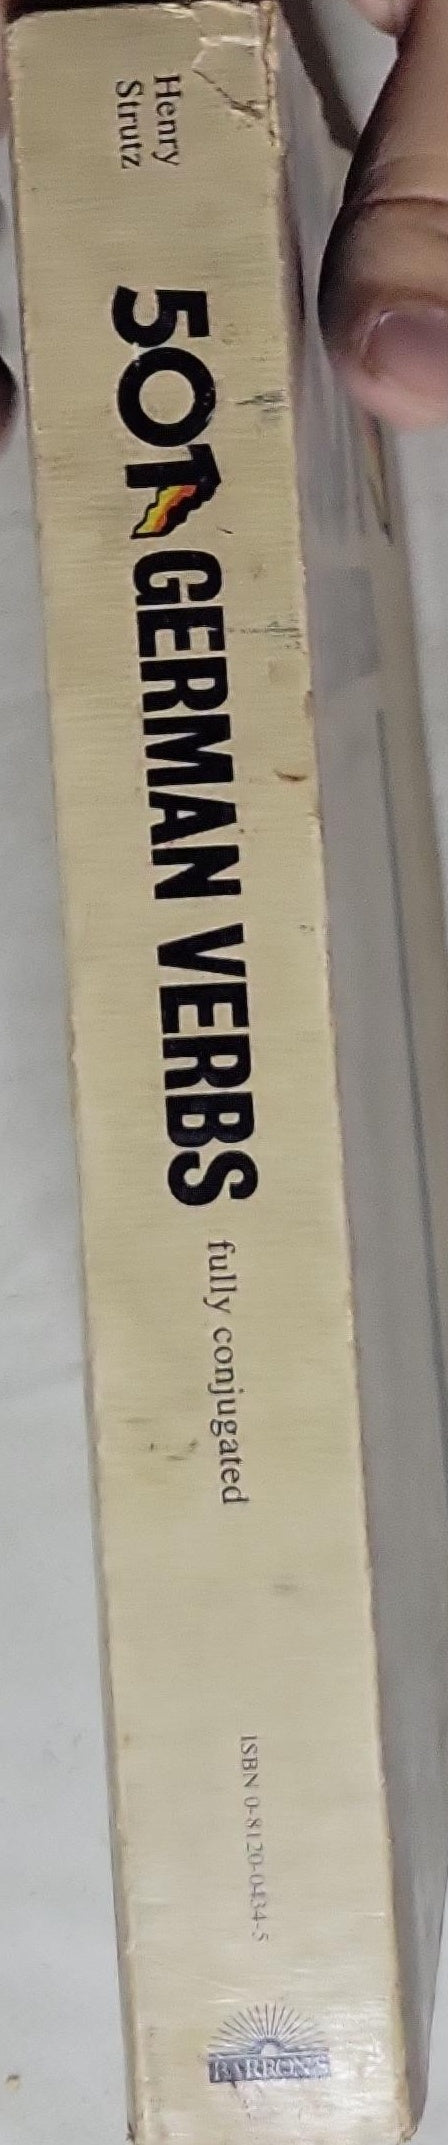 Henry
Strutz
501 GERMAN VERBS fully conjugated
ISBN 0-8120-0434-5
BARRON'S